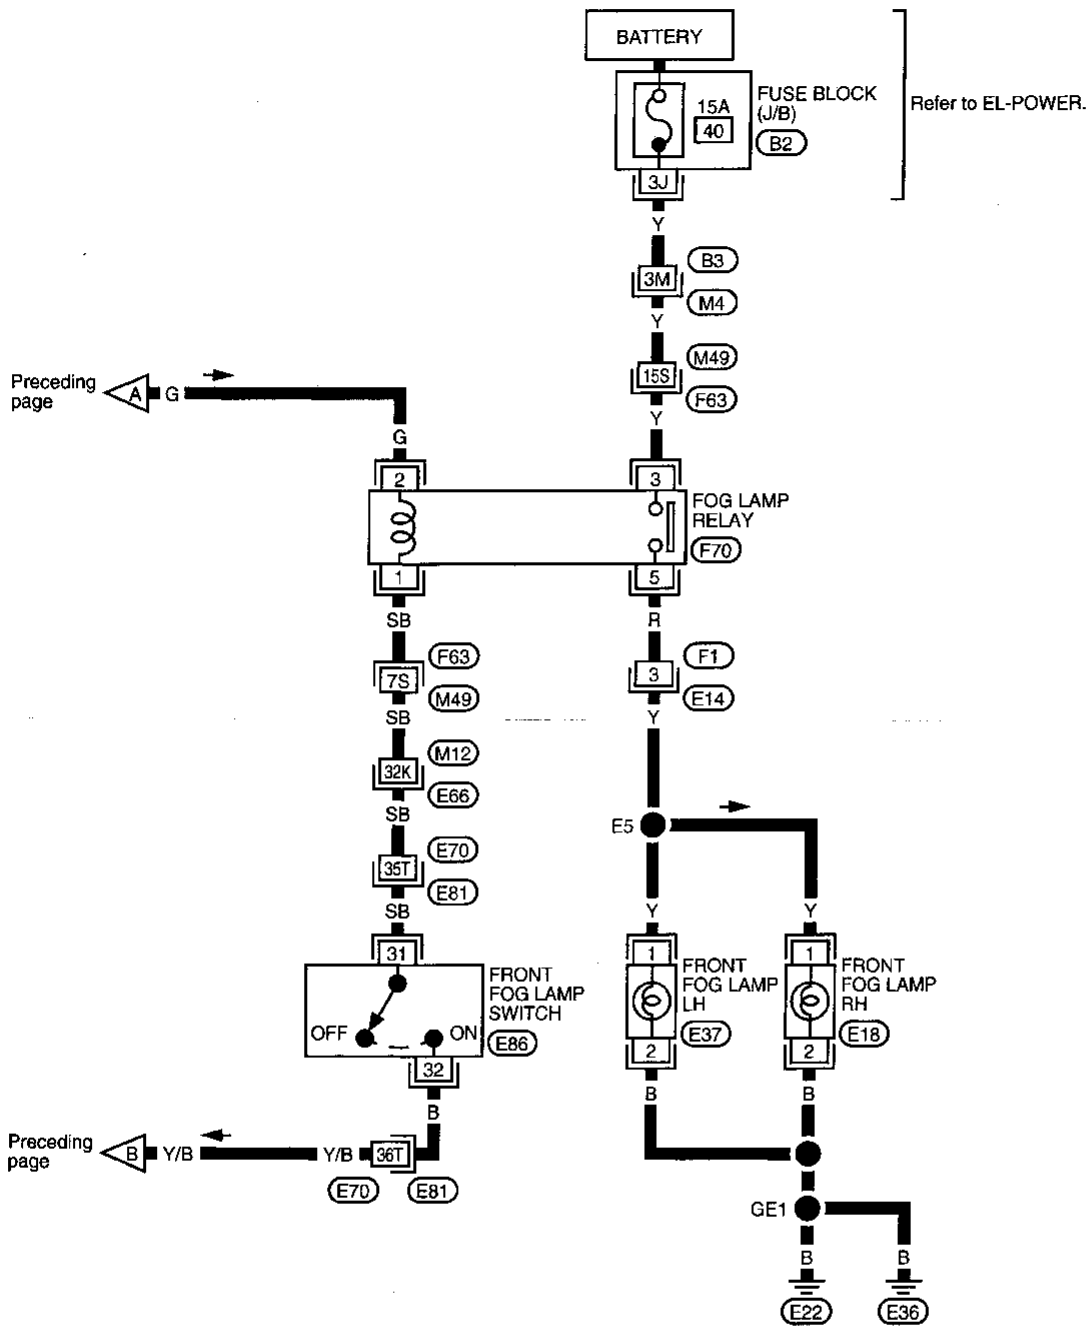 BATTERY
FUSE BLOCK
(J/B)
15A
40
B2
Refer to EL-POWER.
3J
Y
B3
3M
M4
Y
M49
15S
F63
Y
Preceding
page
A
G
G
2
3
FOG LAMP
RELAY
F70
1
5
SB
R
F63
7S
M49
F1
3
E14
SB
Y
M12
32K
E66
SB
E5
E70
35T
E81
SB
Y
Y
31
1
1
FRONT
FOG LAMP
SWITCH
E86
OFF
ON
32
FRONT
FOG LAMP
LH
E37
2
FRONT
FOG LAMP
RH
E18
2
B
B
B
Preceding
page
B
Y/B
Y/B
36T
E70
E81
GE1
B
B
E22
E36